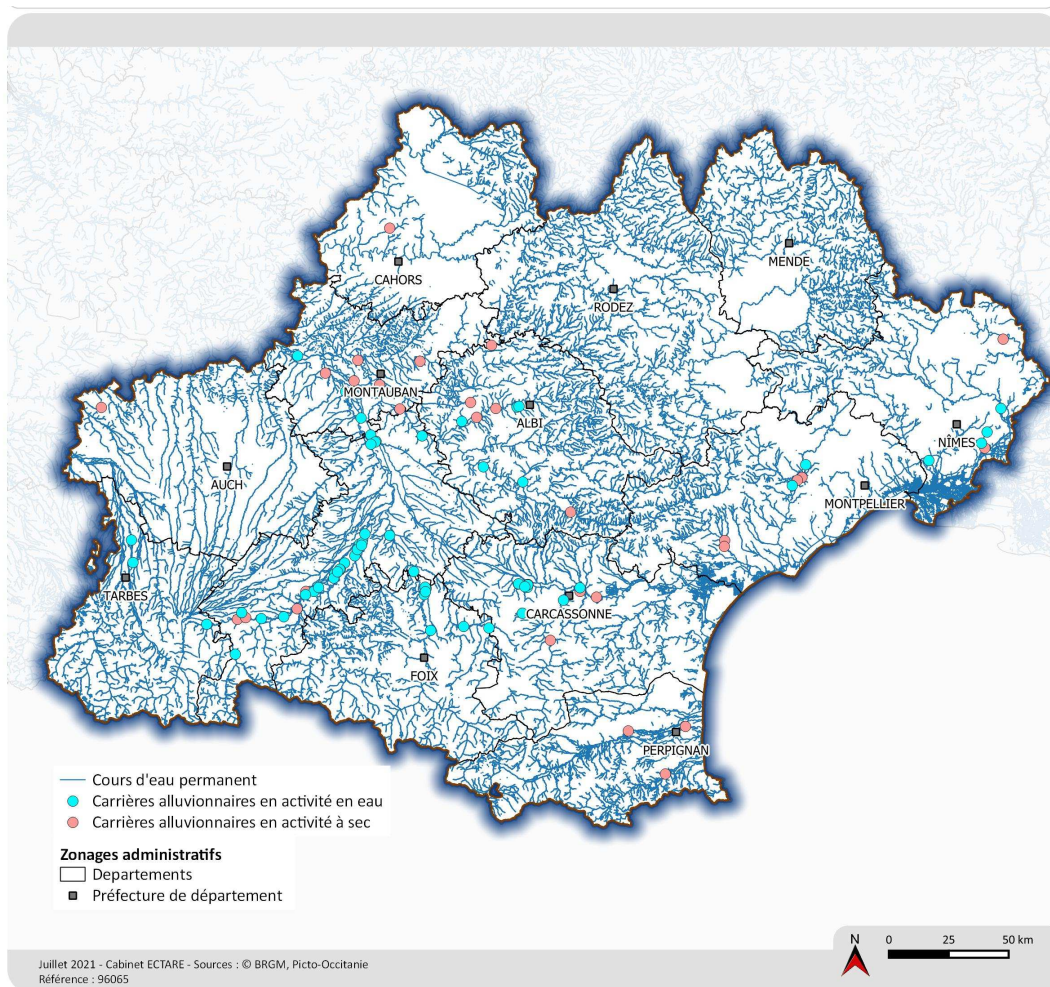 MENDE
CAHORS
RODEZ
MONTAUBAN
ALBI
NÎMES
AUCH
MONTPELLIER
TARBES
CARCASSONNE
FOIX
PERPIGNAN
Cours d'eau permanent
Carrières alluvionnaires en activité en eau
Carrières alluvionnaires en activité à sec
Zonages administratifs
Departements
Préfecture de département
N
0 25 50 km
Juillet 2021 - Cabinet ECTARE - Sources : © BRGM, Picto-Occitanie
Référence : 96065